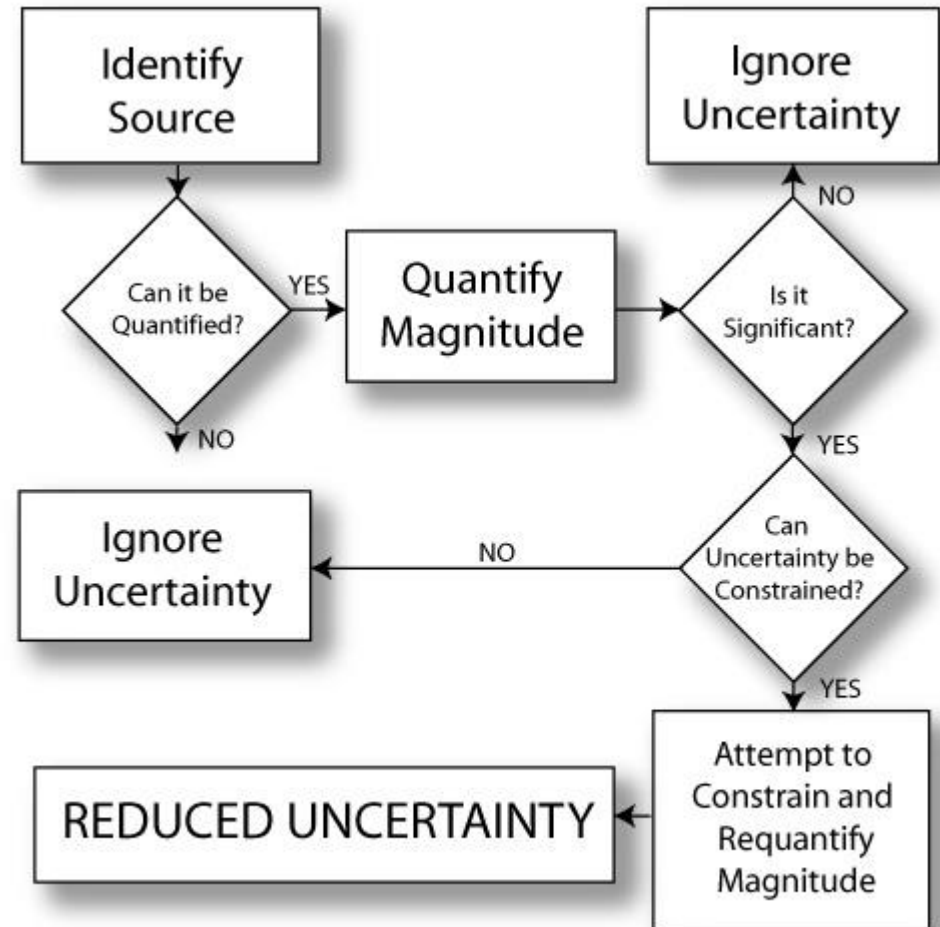 Identify
Source
Ignore
Uncertainty
NO
Can it be
Quantified?
YES
Quantify
Magnitude
Is it
Significant?
NO
YES
Ignore
Uncertainty
NO
Can
Uncertainty be
Constrained?
YES
REDUCED UNCERTAINTY
Attempt to
Constrain and
Requantify
Magnitude